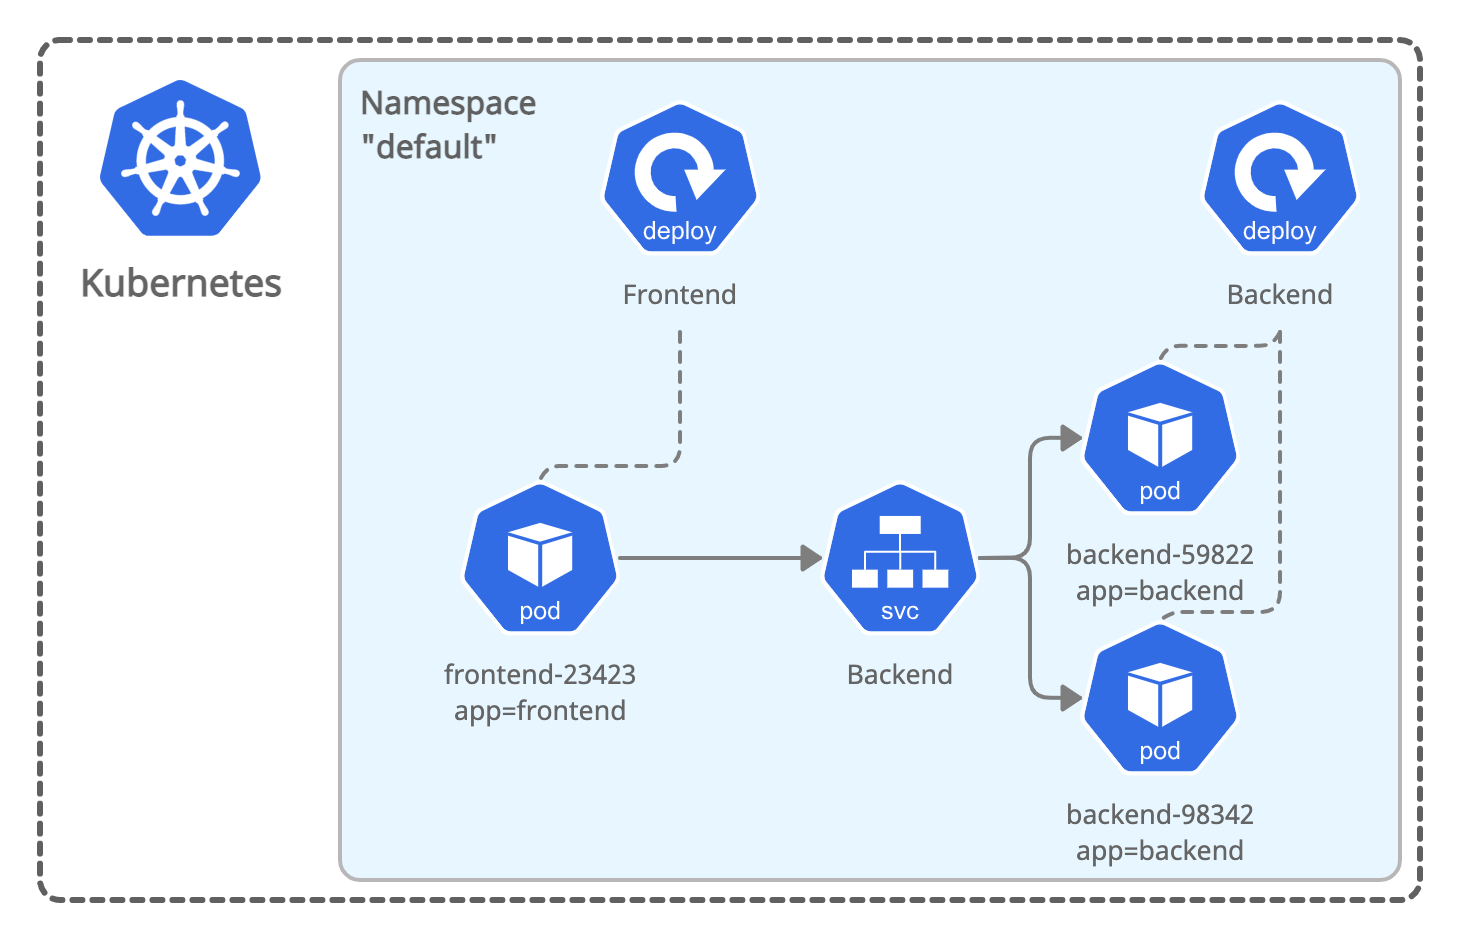 Kubernetes
Namespace
"default"
deploy
Frontend
deploy
Backend
pod
frontend-23423
app=frontend
svc
Backend
pod
backend-59822
app=backend
pod
backend-98342
app=backend